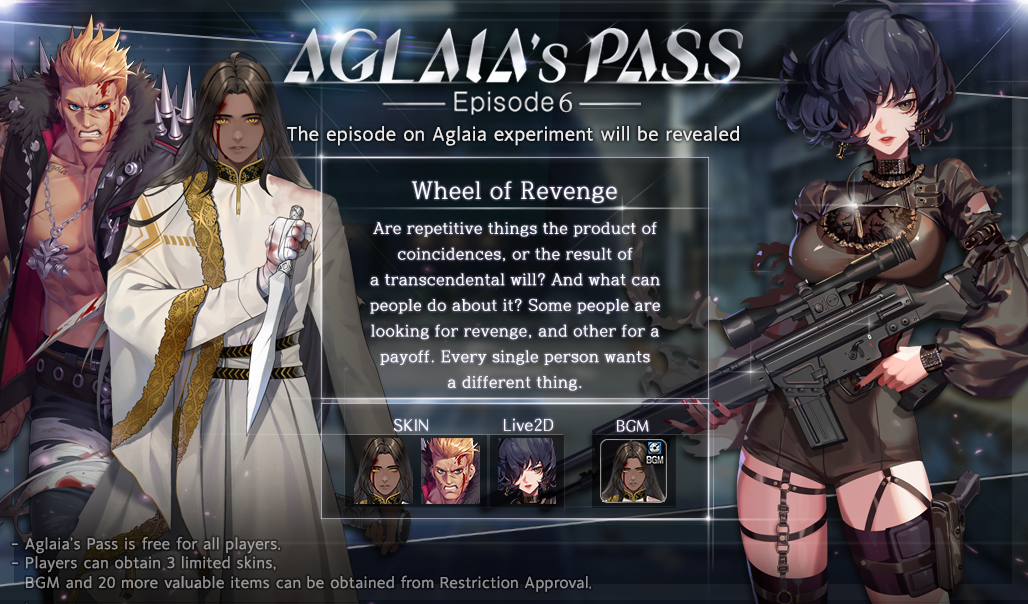 AGLAIA's PASS
Episode 6
The episode on Aglaia experiment will be revealed
Wheel of Revenge
Are repetitive things the product of
coincidences, or the result of
a transcendental will? And what can
people do about it? Some people are
looking for revenge, and other for a
payoff. Every single person wants
a different thing.
SKIN
Live2D
BGM
BGM
- Aglaia's Pass is free for all players.
- Players can obtain 3 limited skins,
BGM and 20 more valuable items can be obtained from Restriction Approval.